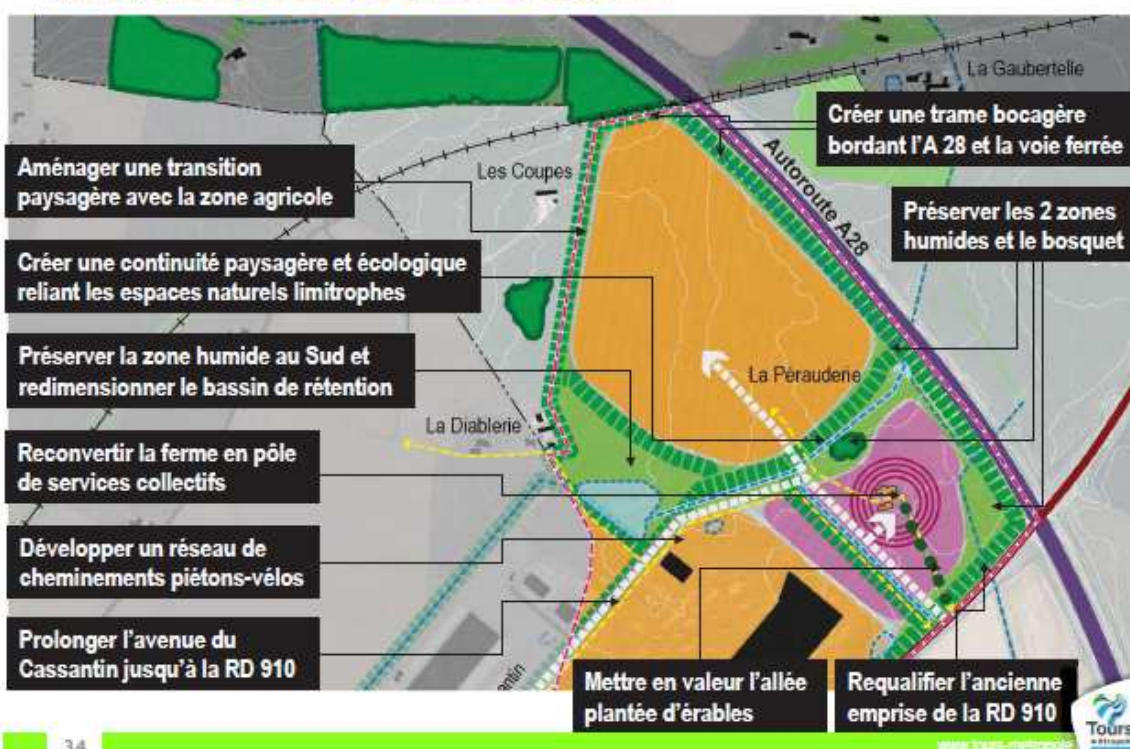 La Gaubertelle
Créer une trame bocagère
bordant l'A 28 et la voie ferrée
Autoroute A28
Aménager une transition
paysagère avec la zone agricole
Les Coupes
Préserver les 2 zones
humides et le bosquet
Créer une continuité paysagère et écologique
reliant les espaces naturels limitrophes
Préserver la zone humide au Sud et
redimensionner le bassin de rétention
La Pérauderie
La Diablerie
Reconvertir la ferme en pôle
de services collectifs
Développer un réseau de
cheminements piétons-vélos
Prolonger l'avenue du
Cassantin jusqu'à la RD 910
Mettre en valeur l'allée
plantée d'érables
Requalifier l'ancienne
emprise de la RD 910
Tours
34